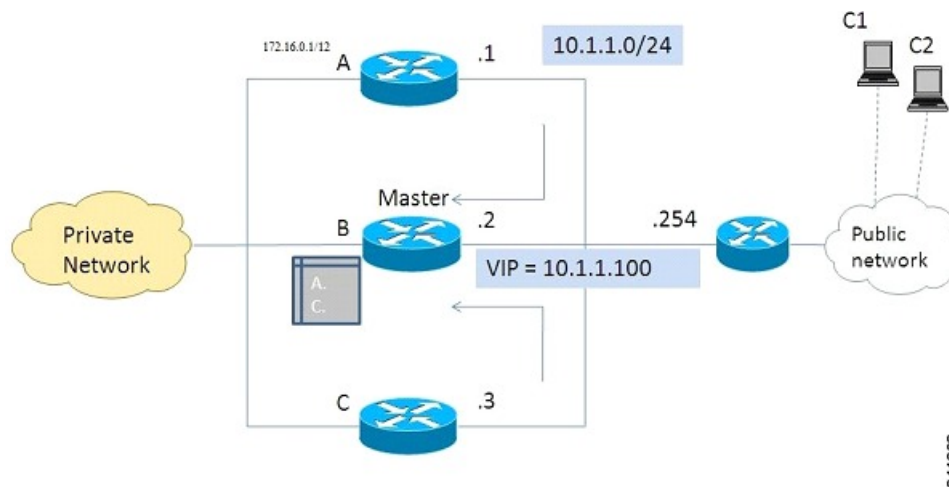 172.16.0.1/12
A
.1
10.1.1.0/24
C1
C2
Master
B
.2
.254
Private
Network
VIP = 10.1.1.100
Public
network
A.
C.
C
.3